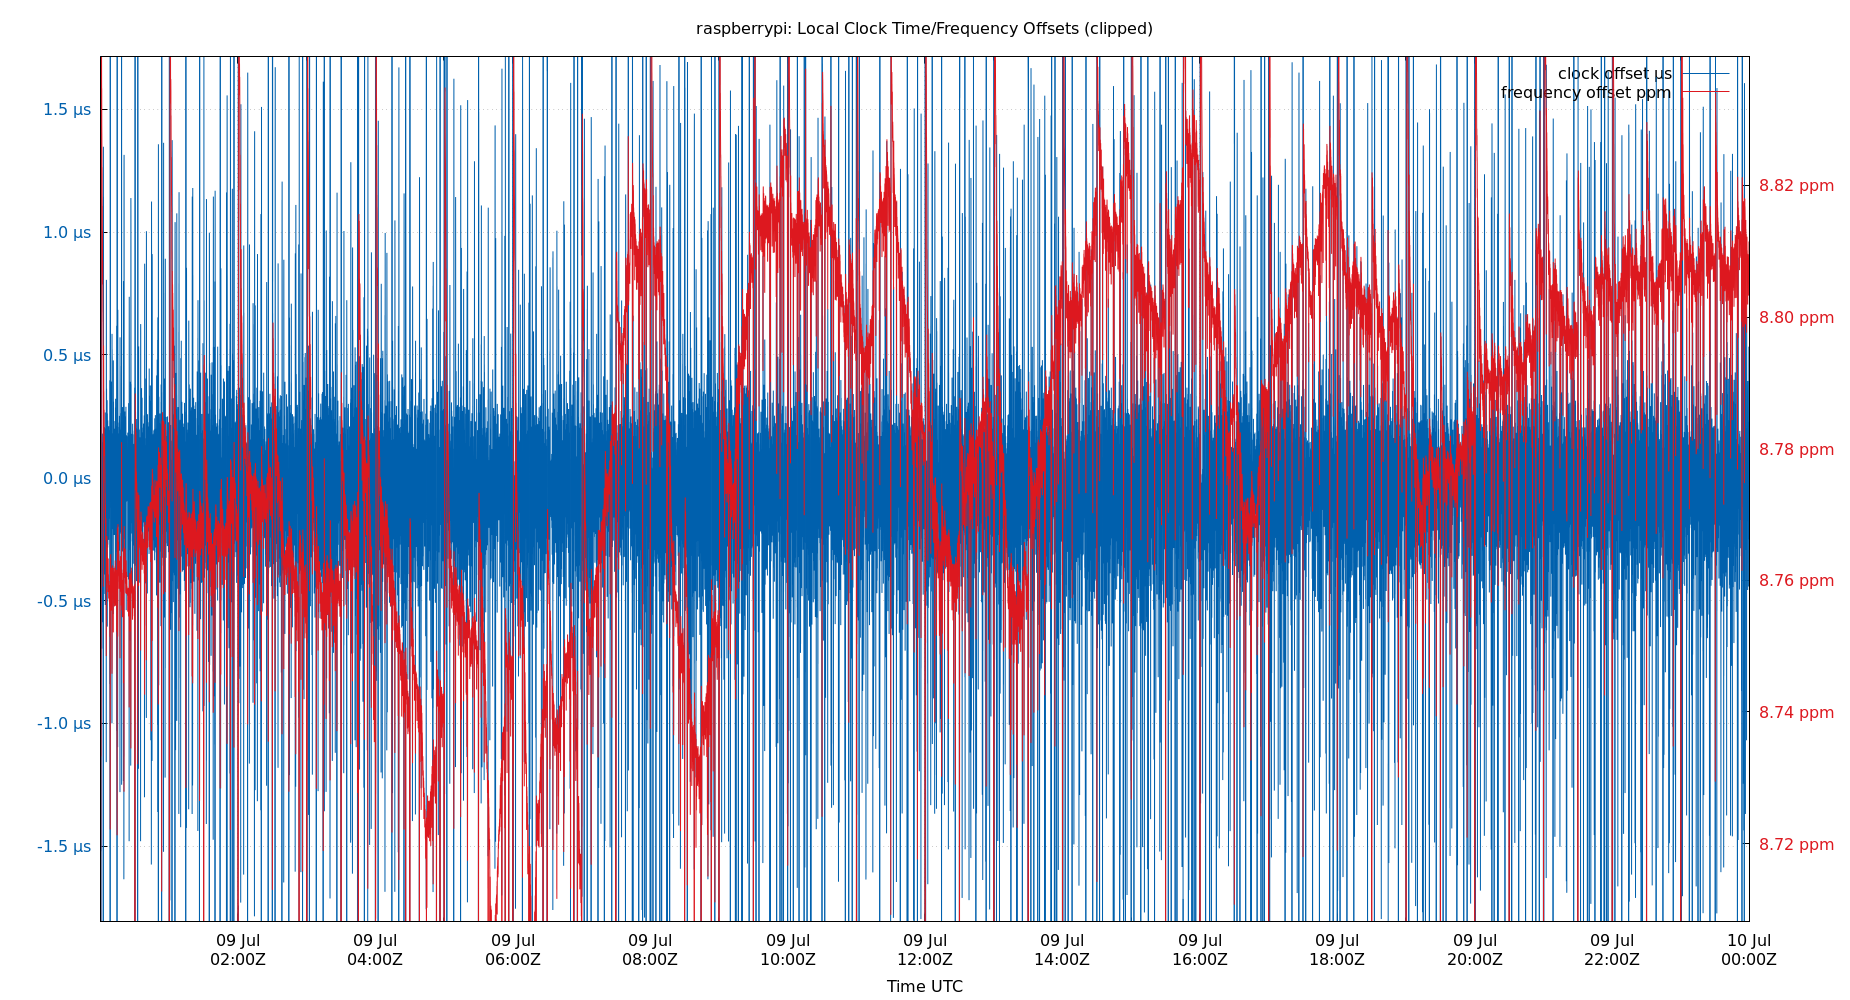 raspberrypi: Local Clock Time/Frequency Offsets (clipped)
clock offset µs
frequency offset ppm
1.5 µs
1.0 µs
0.5 µs
0.0 µs
-0.5 µs
-1.0 µs
-1.5 µs
8.82 ppm
8.80 ppm
8.78 ppm
8.76 ppm
8.74 ppm
8.72 ppm
09 Jul
02:00Z
09 Jul
04:00Z
09 Jul
06:00Z
09 Jul
08:00Z
09 Jul
10:00Z
09 Jul
12:00Z
09 Jul
14:00Z
09 Jul
16:00Z
09 Jul
18:00Z
09 Jul
20:00Z
09 Jul
22:00Z
10 Jul
00:00Z
Time UTC